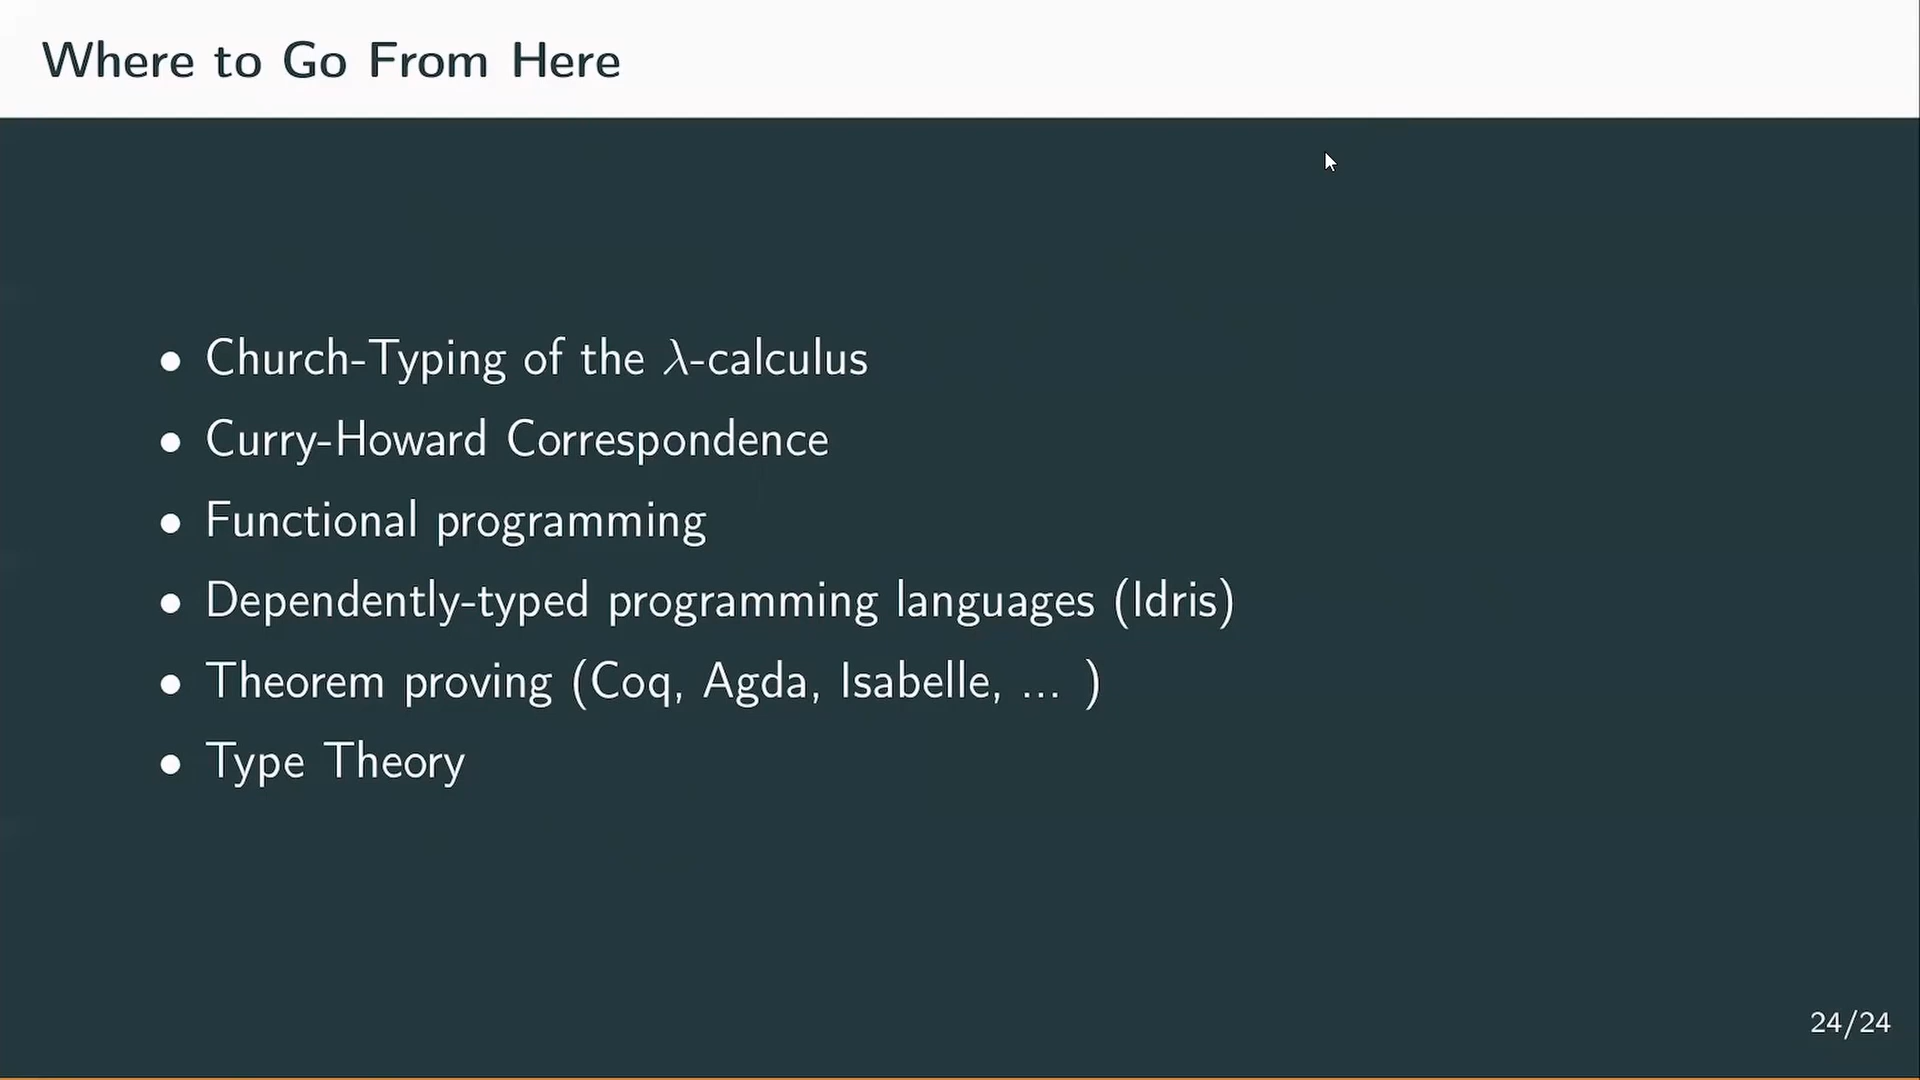 Where to Go From Here
• Church-Typing of the λ-calculus
• Curry-Howard Correspondence
• Functional programming
• Dependently-typed programming languages (Idris)
• Theorem proving (Coq, Agda, Isabelle, ... )
• Type Theory
24/24